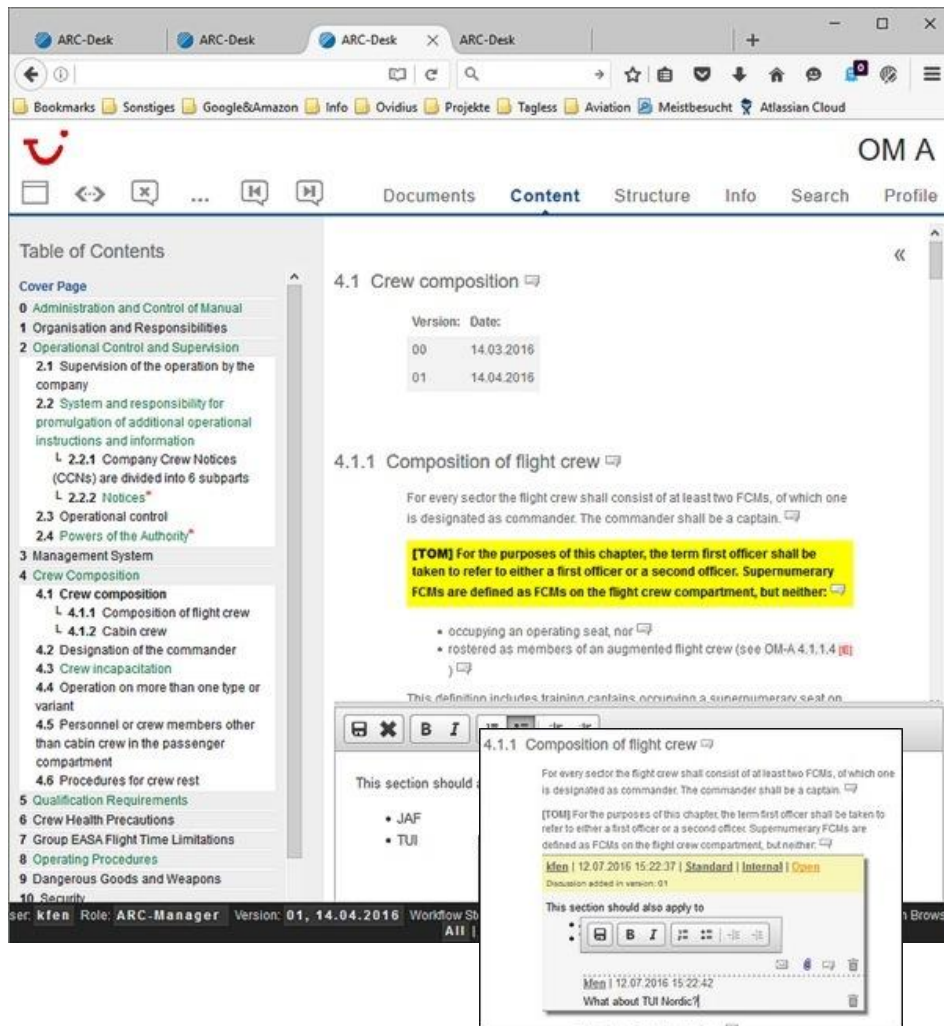 ARC-Desk
ARC-Desk
ARC-Desk
ARC-Desk
Bookmarks Sonstiges Google&Amazon Info Ovidius Projekte Tagless Aviation Meistbesucht Atlassian Cloud
OM A
... Documents Content Structure Info Search Profile
Table of Contents
Cover Page
0 Administration and Control of Manual
1 Organisation and Responsibilities
2 Operational Control and Supervision
2.1 Supervision of the operation by the
company
2.2 System and responsibility for
promulgation of additional operational
instructions and information
2.2.1 Company Crew Notices
(CCNs) are divided into 6 subparts
2.2.2 Notices*
2.3 Operational control
2.4 Powers of the Authority*
3 Management System
4 Crew Composition
4.1 Crew composition
4.1.1 Composition of flight crew
4.1.2 Cabin crew
4.2 Designation of the commander
4.3 Crew incapacitation
4.4 Operation on more than one type or
variant
4.5 Personnel or crew members other
than cabin crew in the passenger
compartment
4.6 Procedures for crew rest
5 Qualification Requirements
6 Crew Health Precautions
7 Group EASA Flight Time Limitations
8 Operating Procedures
9 Dangerous Goods and Weapons
10 Security
4.1 Crew composition
Version: Date:
00 14.03.2016
01 14.04.2016
4.1.1 Composition of flight crew
For every sector the flight crew shall consist of at least two FCMs, of which one
is designated as commander. The commander shall be a captain.
[TOM] For the purposes of this chapter, the term first officer shall be
taken to refer to either a first officer or a second officer. Supernumerary
FCMs are defined as FCMs on the flight crew compartment, but neither:
• occupying an operating seat, nor
• rostered as members of an augmented flight crew (see OM-A 4.1.1.4
)
This definition includes training captains occupying a supernumerary seat on
B I
This section should
• JAF
• TUI
ser: kfen Role: ARC-Manager Version: 01, 14.04.2016 Workflow St
All |
n Brows
4.1.1 Composition of flight crew
For every sector the flight crew shall consist of at least two FCMs, of which one
is designated as commander. The commander shall be a captain.
[TOM] For the purposes of this chapter, the term first officer shall be taken to
refer to either a first officer or a second officer. Supernumerary FCMs are
defined as FCMs on the flight crew compartment, but neither:
kfen | 12.07.2016 15:22:37 | Standard | Internal | Open
Discussion added in version: 01
This section should also apply to
B I
kfen | 12.07.2016 15:22:42
What about TUI Nordic?